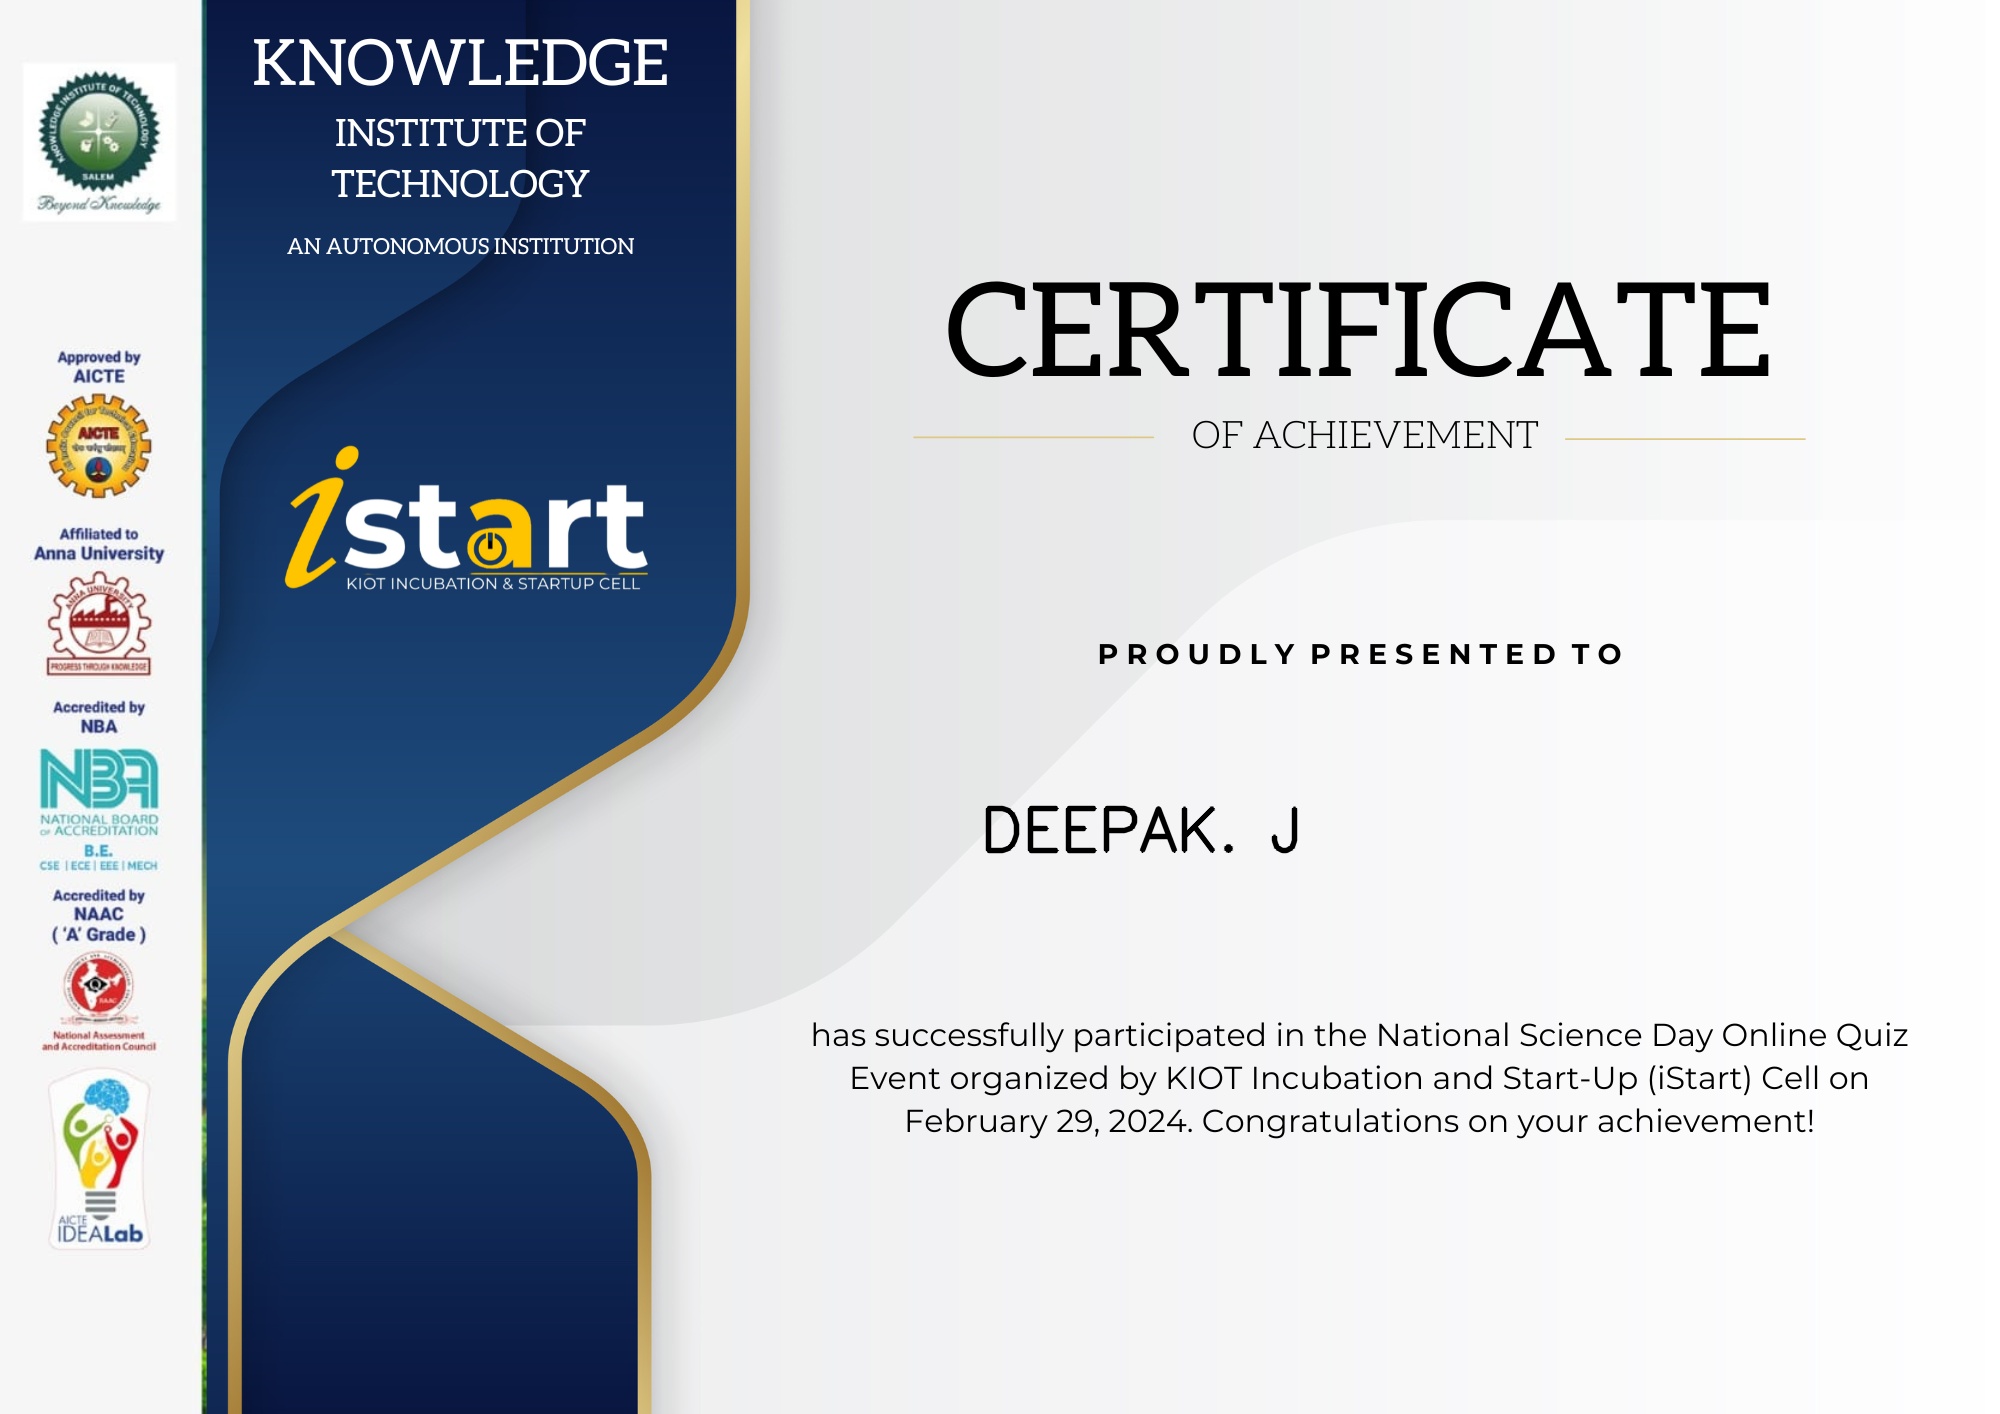 KNOWLEDGE INSTITUTE OF TECHNOLOGY
SALEM
Beyond Knowledge
Approved by
AICTE
AICTE
Affiliated to
Anna University
ANNA UNIVERSITY
PROGRESS THROUGH KNOWLEDGE
Accredited by
NBA
NBA
NATIONAL BOARD
OF ACCREDITATION
B.E.
CSE | ECE | EEE | MECH
Accredited by
NAAC
( 'A' Grade )
National Assessment
and Accreditation Council
AICTE
IDEALab
KNOWLEDGE
INSTITUTE OF
TECHNOLOGY
AN AUTONOMOUS INSTITUTION
istart
KIOT INCUBATION & STARTUP CELL
CERTIFICATE
OF ACHIEVEMENT
PROUDLY PRESENTED TO
DEEPAK. J
has successfully participated in the National Science Day Online Quiz
Event organized by KIOT Incubation and Start-Up (iStart) Cell on
February 29, 2024. Congratulations on your achievement!